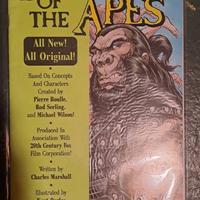 OF THE APES
All New!
All Original!
Based On Concepts
And Characters
Created by
Pierre Boulle,
Rod Serling,
and Michael Wilson!
Produced in
Association With
20th Century Fox
Film Corporation!
Written by
Charles Marshall
Illustrated by